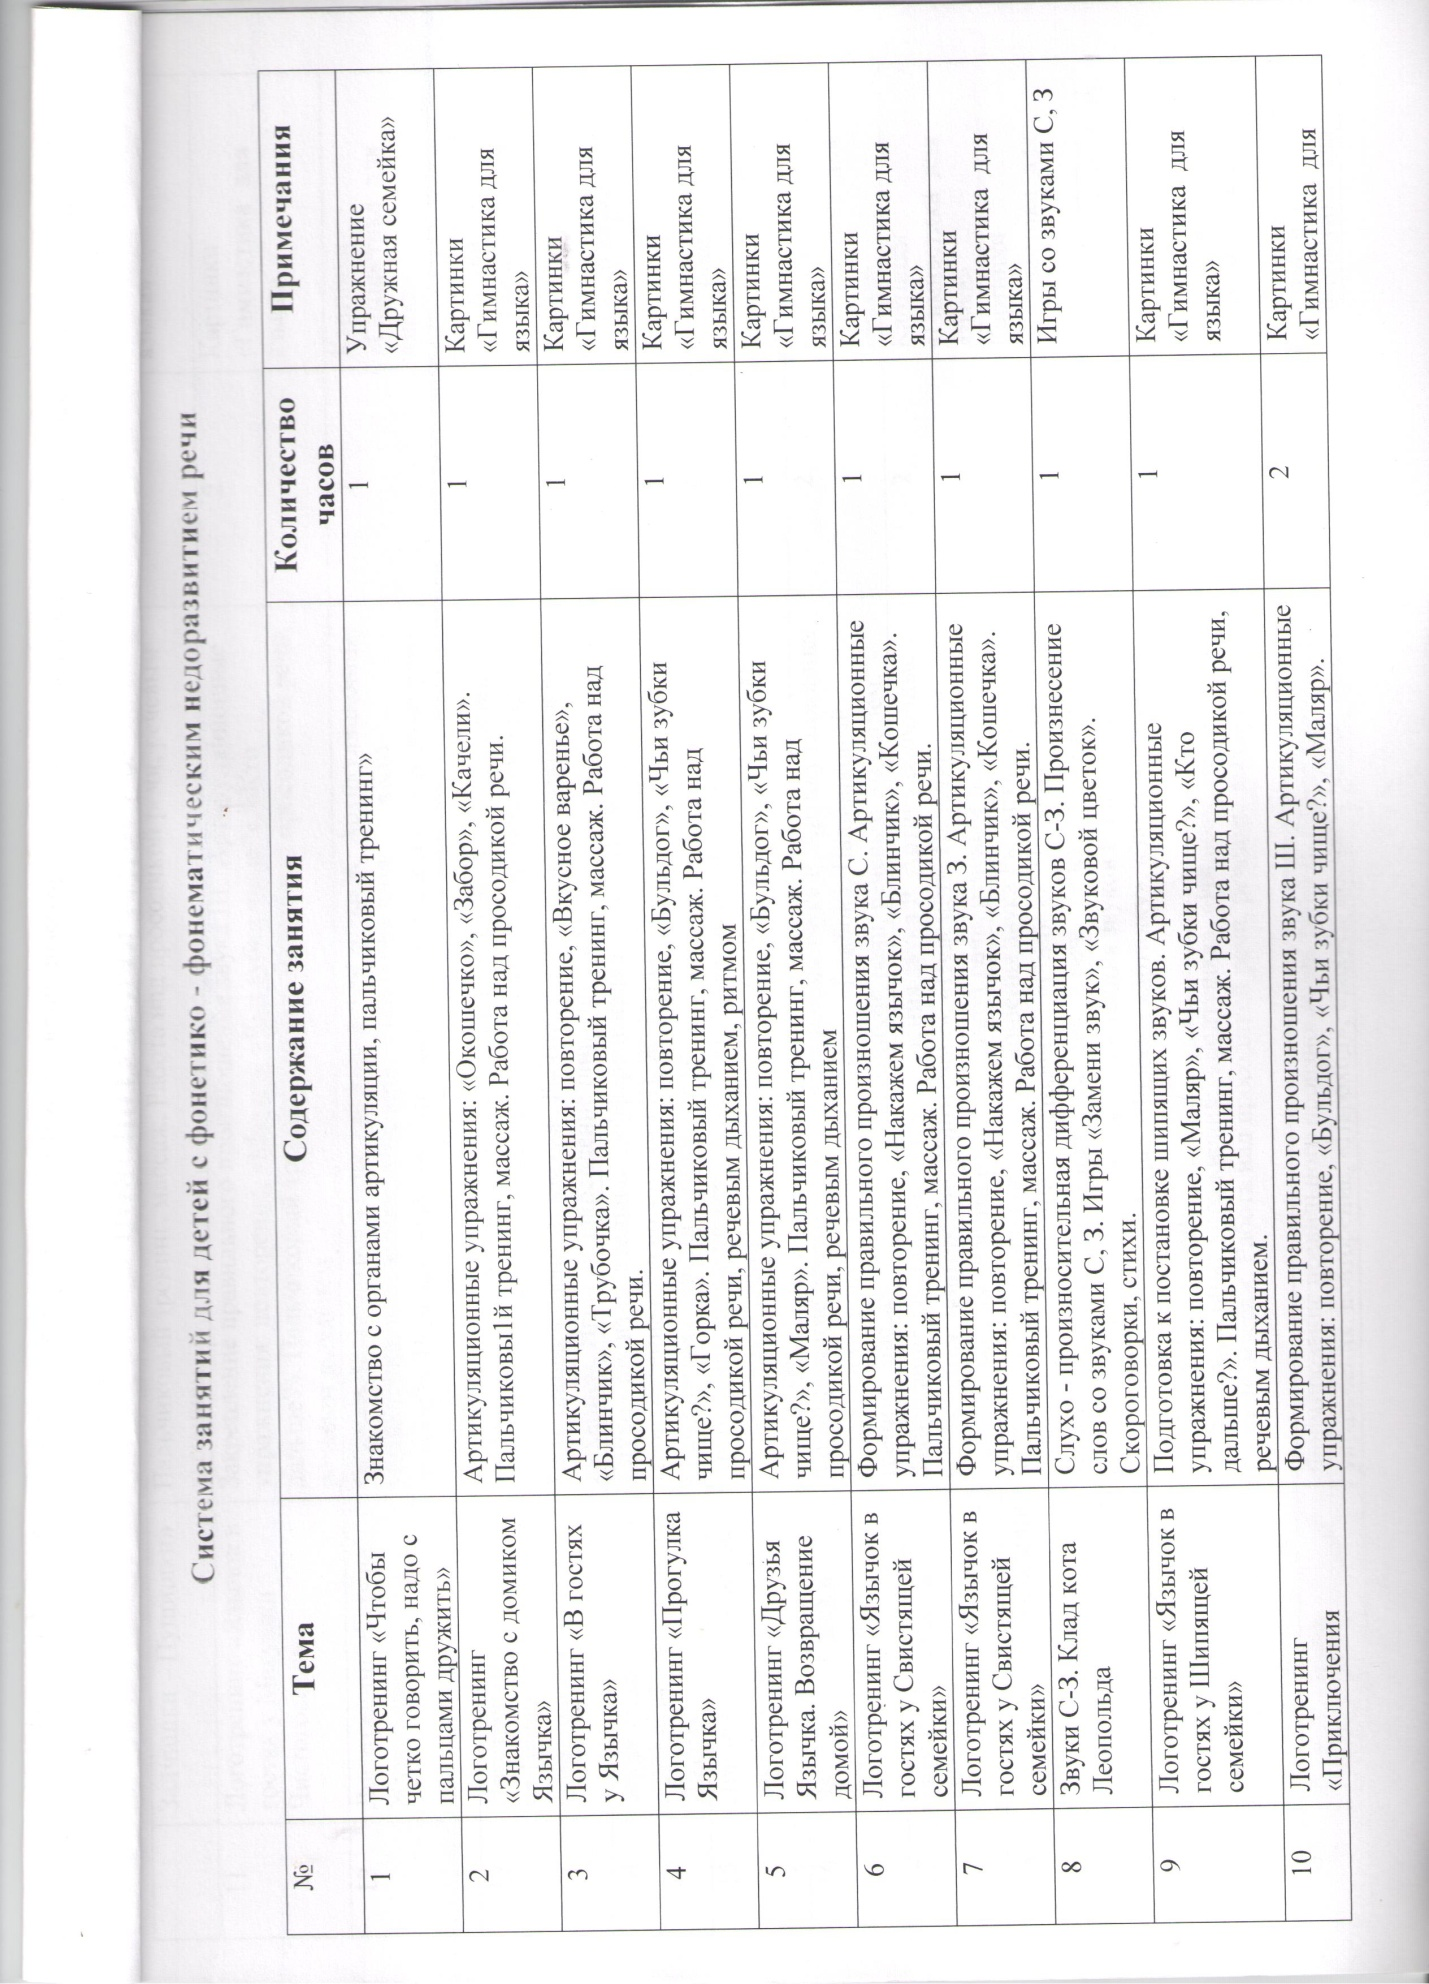 Система занятий для детей с фонетико - фонематическим недоразвитием речи
№
Тема
Содержание занятия
Количество
часов
Примечания
1
Логотренинг «Чтобы
четко говорить, надо с
пальцами дружить»
Знакомство с органами артикуляции, пальчиковый тренинг»
1
Упражнение
«Дружная семейка»
2
Логотренинг
«Знакомство с домиком
Язычка»
Артикуляционные упражнения: «Окошечко», «Забор», «Качели».
Пальчиковы1й тренинг, массаж. Работа над просодикой речи.
1
Картинки
«Гимнастика для
языка»
3
Логотренинг «В гостях
у Язычка»
Артикуляционные упражнения: повторение, «Вкусное варенье»,
«Блинчик», «Трубочка». Пальчиковый тренинг, массаж. Работа над
просодикой речи.
1
Картинки
«Гимнастика для
языка»
4
Логотренинг «Прогулка
Язычка»
Артикуляционные упражнения: повторение, «Бульдог», «Чьи зубки
чище?», «Горка». Пальчиковый тренинг, массаж. Работа над
просодикой речи, речевым дыханием, ритмом
1
Картинки
«Гимнастика для
языка»
5
Логотренинг «Друзья
Язычка. Возвращение
домой»
Артикуляционные упражнения: повторение, «Бульдог», «Чьи зубки
чище?», «Маляр». Пальчиковый тренинг, массаж. Работа над
просодикой речи, речевым дыханием
1
Картинки
«Гимнастика для
языка»
6
Логотренинг «Язычок в
гостях у Свистящей
семейки»
Формирование правильного произношения звука С. Артикуляционные
упражнения: повторение, «Накажем язычок», «Блинчик», «Кошечка».
Пальчиковый тренинг, массаж. Работа над просодикой речи.
1
Картинки
«Гимнастика для
языка»
7
Логотренинг «Язычок в
гостях у Свистящей
семейки»
Формирование правильного произношения звука З. Артикуляционные
упражнения: повторение, «Накажем язычок», «Блинчик», «Кошечка».
Пальчиковый тренинг, массаж. Работа над просодикой речи.
1
Картинки
«Гимнастика для
языка»
8
Звуки С-З. Клад кота
Леопольда
Слухо - произносительная дифференциация звуков С-З. Произнесение
слов со звуками С, З. Игры «Замени звук», «Звуковой цветок».
Скороговорки, стихи.
1
Игры со звуками С, З
9
Логотренинг «Язычок в
гостях у Шипящей
семейки»
Подготовка к постановке шипящих звуков. Артикуляционные
упражнения: повторение, «Маляр», «Чьи зубки чище?», «Кто
дальше?». Пальчиковый тренинг, массаж. Работа над просодикой речи,
речевым дыханием.
1
Картинки
«Гимнастика для
языка»
10
Логотренинг
«Приключения
Формирование правильного произношения звука Ш. Артикуляционные
упражнения: повторение, «Бульдог», «Чьи зубки чище?», «Маляр».
2
Картинки
«Гимнастика для